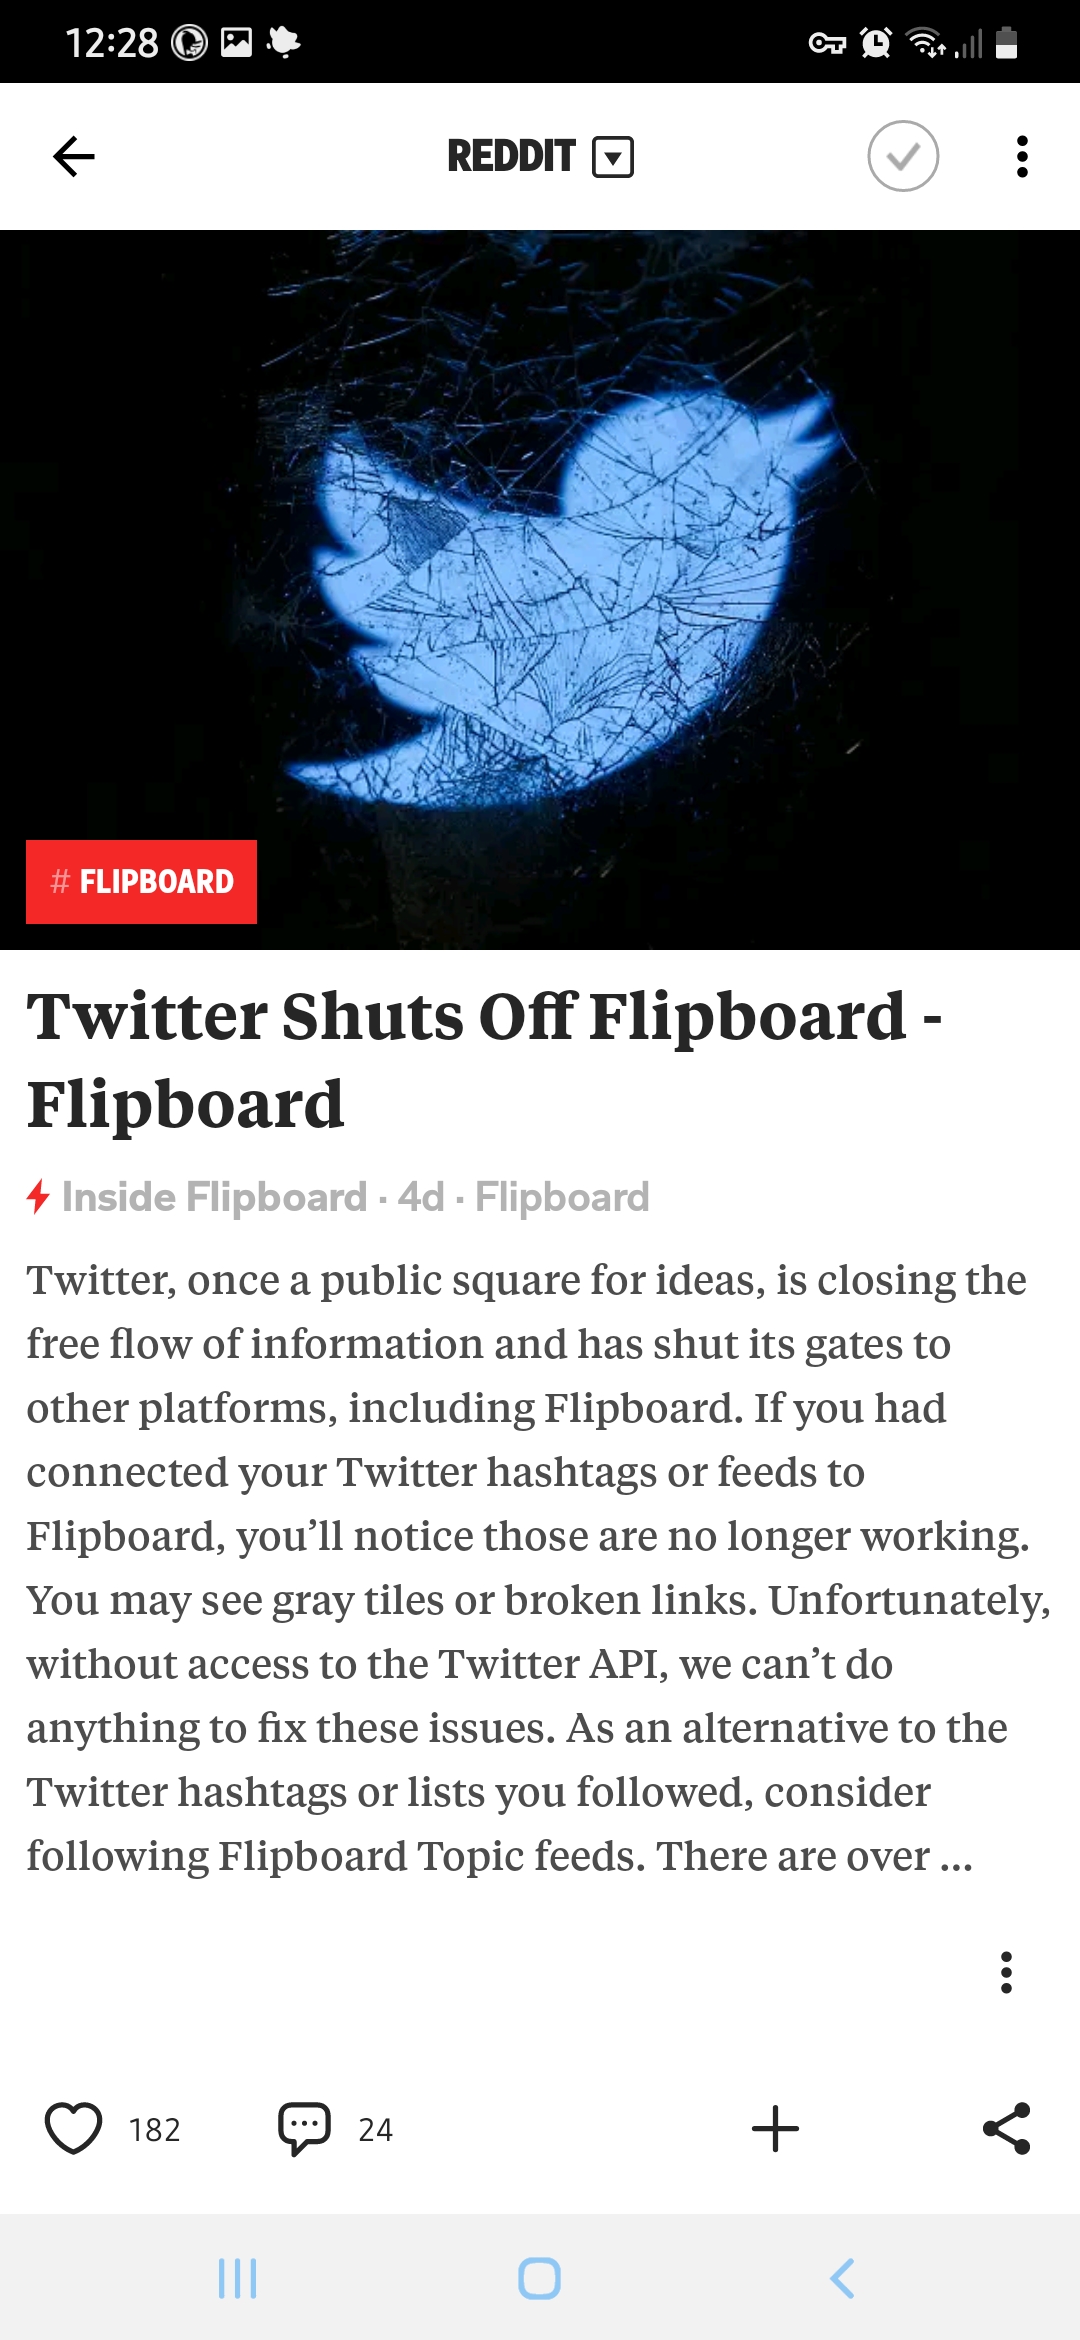 12:28
REDDIT
# FLIPBOARD
Twitter Shuts Off Flipboard -
Flipboard
Inside Flipboard · 4d · Flipboard
Twitter, once a public square for ideas, is closing the
free flow of information and has shut its gates to
other platforms, including Flipboard. If you had
connected your Twitter hashtags or feeds to
Flipboard, you’ll notice those are no longer working.
You may see gray tiles or broken links. Unfortunately,
without access to the Twitter API, we can’t do
anything to fix these issues. As an alternative to the
Twitter hashtags or lists you followed, consider
following Flipboard Topic feeds. There are over ...
182
24